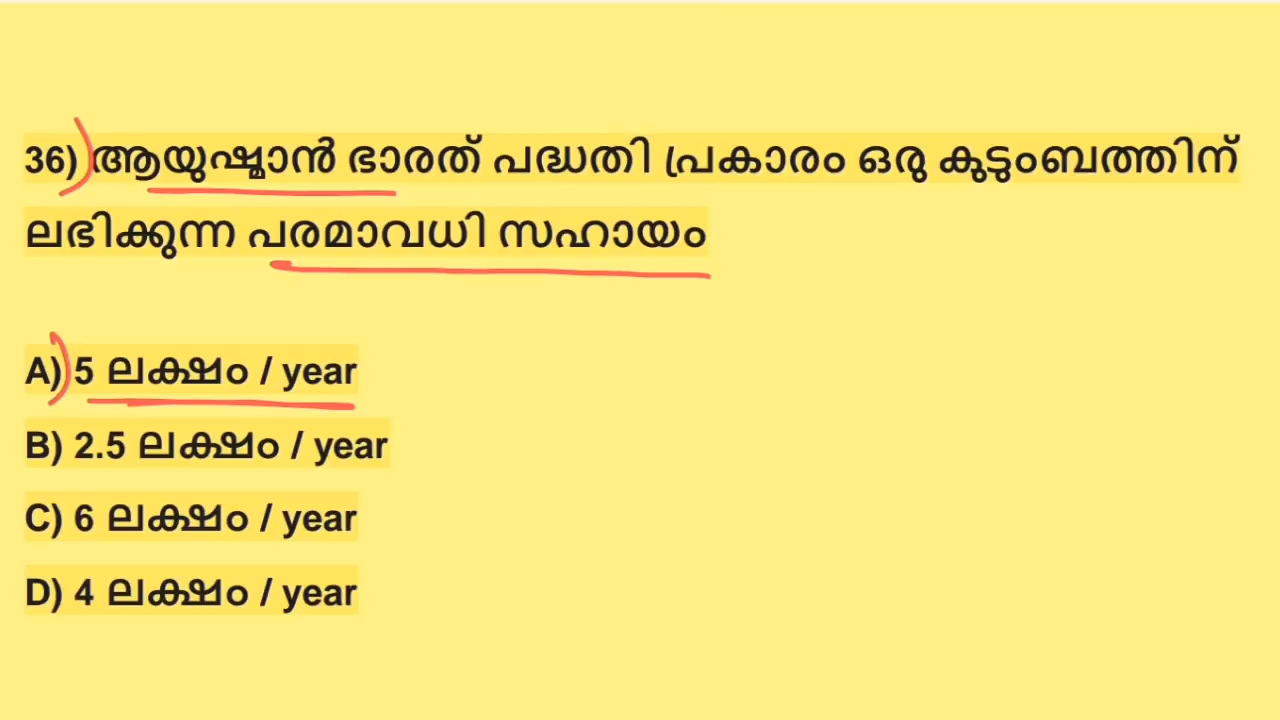 36) ആയുഷ്മാൻ ഭാരത് പദ്ധതി പ്രകാരം ഒരു കുടുംബത്തിന്
ലഭിക്കുന്ന പരമാവധി സഹായം
A) 5 ലക്ഷം / year
B) 2.5 ലക്ഷം / year
C) 6 ലക്ഷം / year
D) 4 ലക്ഷം / year